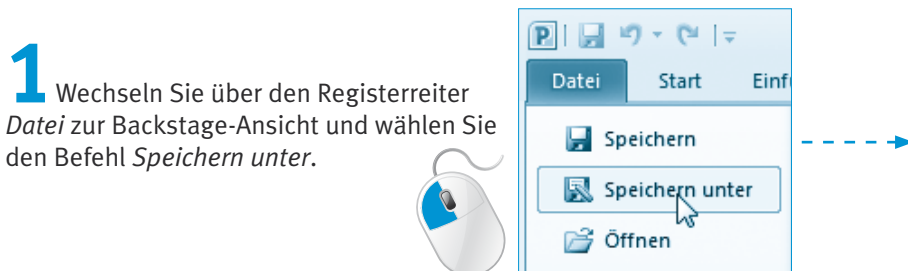 1 Wechseln Sie über den Registerreiter
Datei zur Backstage-Ansicht und wählen Sie
den Befehl Speichern unter.
P
Datei Start
Speichern
Speichern unter
Öffnen